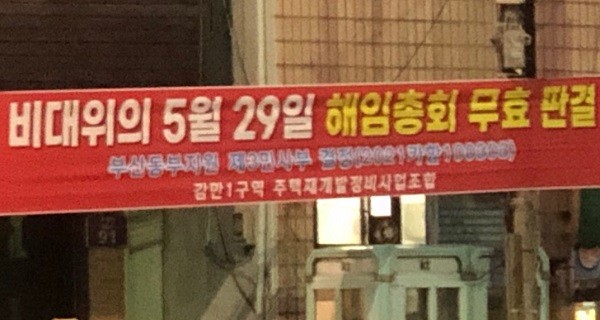 비대위의 5월 29일 해임총회 무효 판결
부산동부지원 제3민사부 결정
감만1구역 주택재개발정비사업조합
91